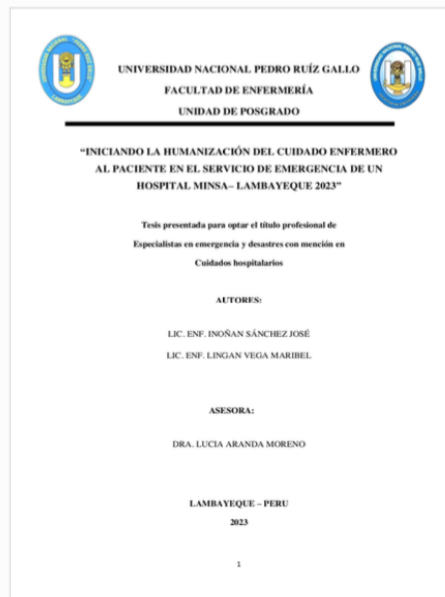 UNIVERSIDAD NACIONAL PEDRO RUÍZ GALLO
FACULTAD DE ENFERMERÍA
UNIDAD DE POSGRADO
“INICIANDO LA HUMANIZACIÓN DEL CUIDADO ENFERMERO
AL PACIENTE EN EL SERVICIO DE EMERGENCIA DE UN
HOSPITAL MINSA– LAMBAYEQUE 2023”
Tesis presentada para optar el título profesional de
Especialistas en emergencia y desastres con mención en
Cuidados hospitalarios
AUTORES:
LIC. ENF. INOÑAN SÁNCHEZ JOSÉ
LIC. ENF. LINGAN VEGA MARIBEL
ASESORA:
DRA. LUCIA ARANDA MORENO
LAMBAYEQUE – PERU
2023
1